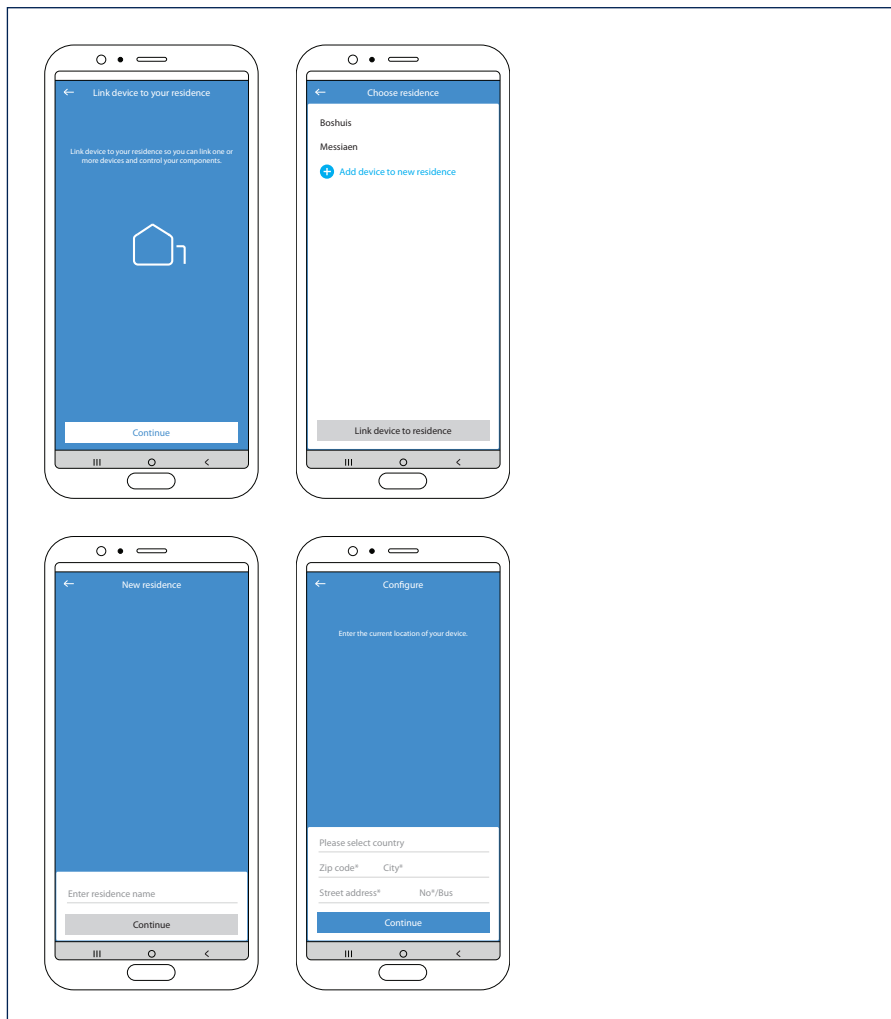 Link device to your residence
Link device to your residence so you can link one or
more devices and control your components.
Continue
Choose residence
Boshuis
Messiaen
Add device to new residence
Link device to residence
New residence
Enter residence name
Continue
Configure
Enter the current location of your device.
Please select country
Zip code* City*
Street address* No*/Bus
Continue